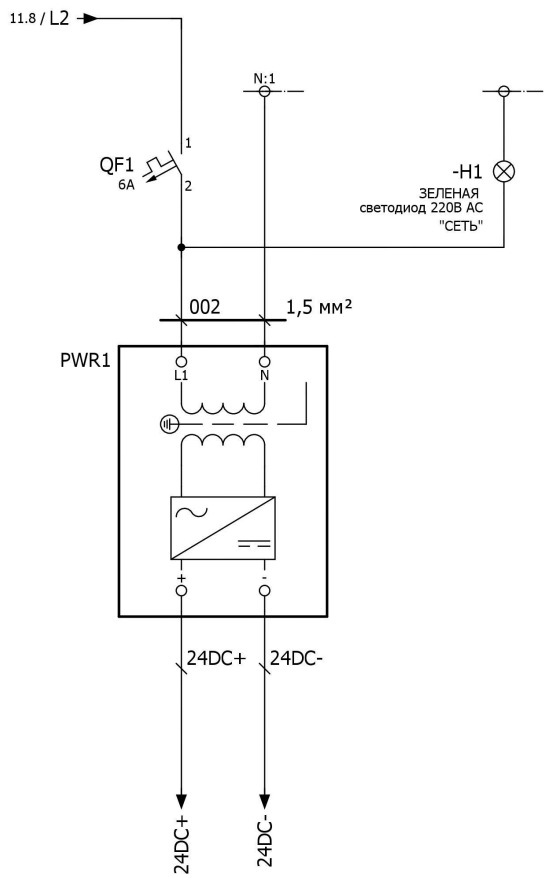 11.8 / L2
N:1
1
QF1
6A
2
-H1
ЗЕЛЕНАЯ
светодиод 220В АС
"СЕТЬ"
002
1,5 мм²
PWR1
L1
N
+
-
24DC+
24DC-
24DC+
24DC-